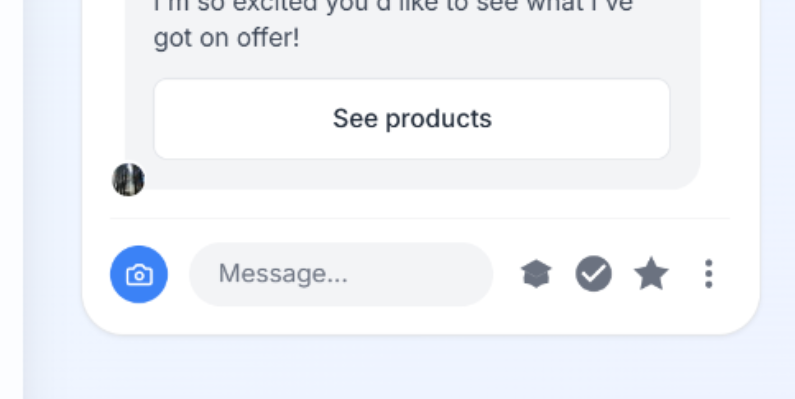 I'm so excited you'd like to see what I've
got on offer!
See products
Message...